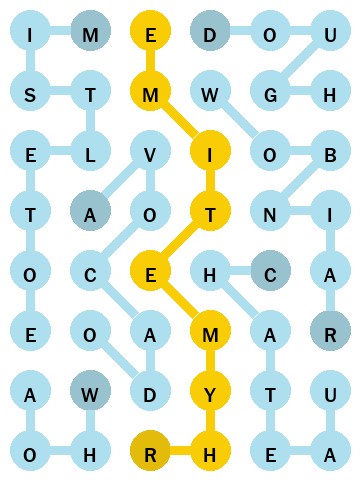 I M E D O U
S T M W G H
E L V I O B
T A O T N I
O C E H C A
E O A M A R
A W D Y T U
O H R H E A